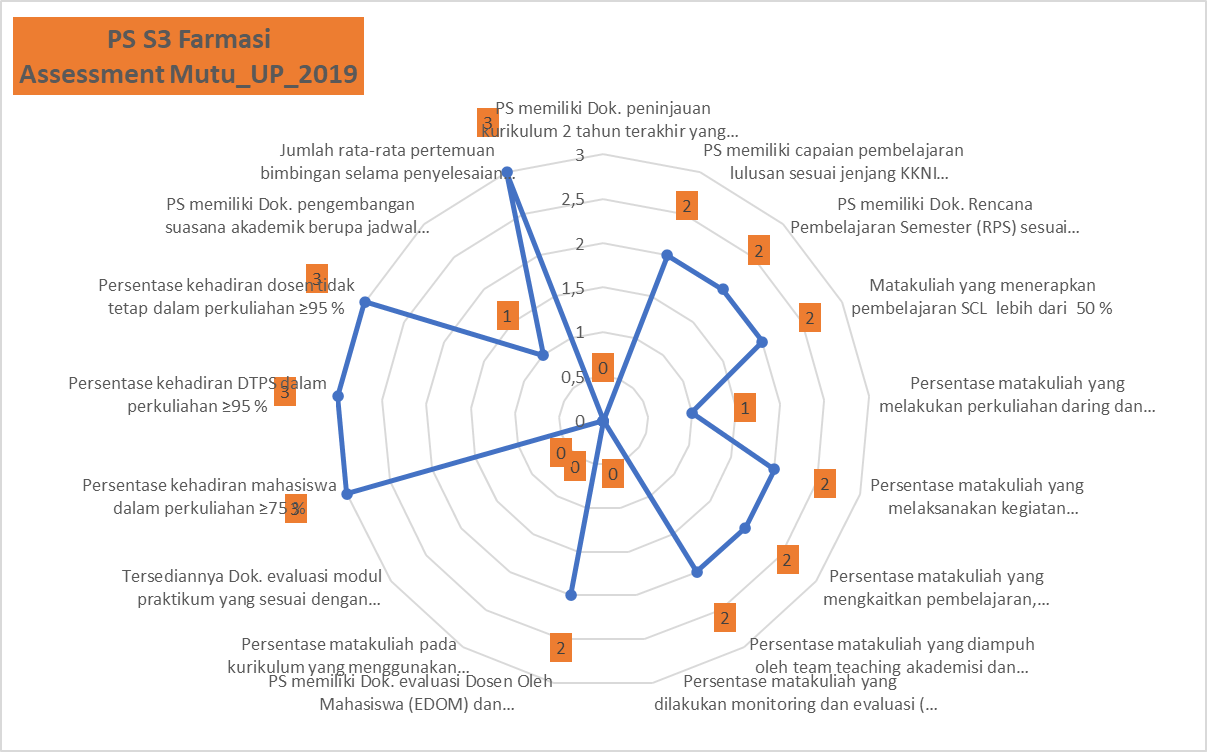 PS S3 Farmasi
Assessment Mutu_UP_2019
PS memiliki Dok. peninjauan
kurikulum 2 tahun terakhir yang...
PS memiliki capaian pembelajaran
lulusan sesuai jenjang KKNI...
PS memiliki Dok. Rencana
Pembelajaran Semester (RPS) sesuai...
Matakuliah yang menerapkan
pembelajaran SCL lebih dari 50 %
Persentase matakuliah yang
melakukan perkuliahan daring dan...
Persentase matakuliah yang
melaksanakan kegiatan...
Persentase matakuliah yang
mengkaitkan pembelajaran,...
Persentase matakuliah yang diampuh
oleh team teaching akademisi dan...
Persentase matakuliah yang
dilakukan monitoring dan evaluasi (...
PS memiliki Dok. evaluasi Dosen Oleh
Mahasiswa (EDOM) dan...
Persentase matakuliah pada
kurikulum yang menggunakan...
Tersediannya Dok. evaluasi modul
praktikum yang sesuai dengan...
Persentase kehadiran mahasiswa
dalam perkuliahan ≥75 %
Persentase kehadiran DTPS dalam
perkuliahan ≥95 %
Persentase kehadiran dosen tidak
tetap dalam perkuliahan ≥95 %
PS memiliki Dok. pengembangan
suasana akademik berupa jadwal...
Jumlah rata-rata pertemuan
bimbingan selama penyelesaian...
3
2,5
2
1,5
1
0,5
0
0
2
2
2
1
2
2
2
0
2
0
0
3
3
3
1
3